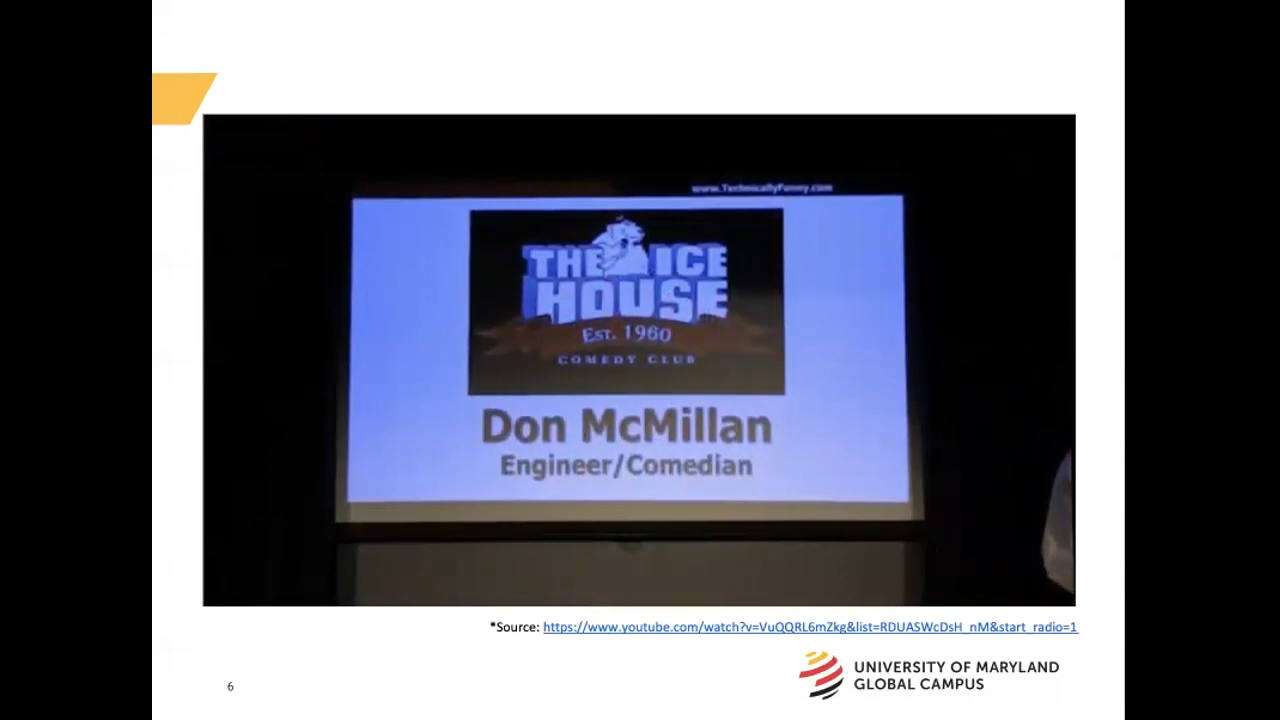 www.TechnicallyFunny.com
THE ICE
HOUSE
EST. 1960
COMEDY CLUB
Don McMillan
Engineer/Comedian
*Source: https://www.youtube.com/watch?v=VuQQRL6mZkg&list=RDUASWcDsH_nM&start_radio=1
6
UNIVERSITY OF MARYLAND
GLOBAL CAMPUS